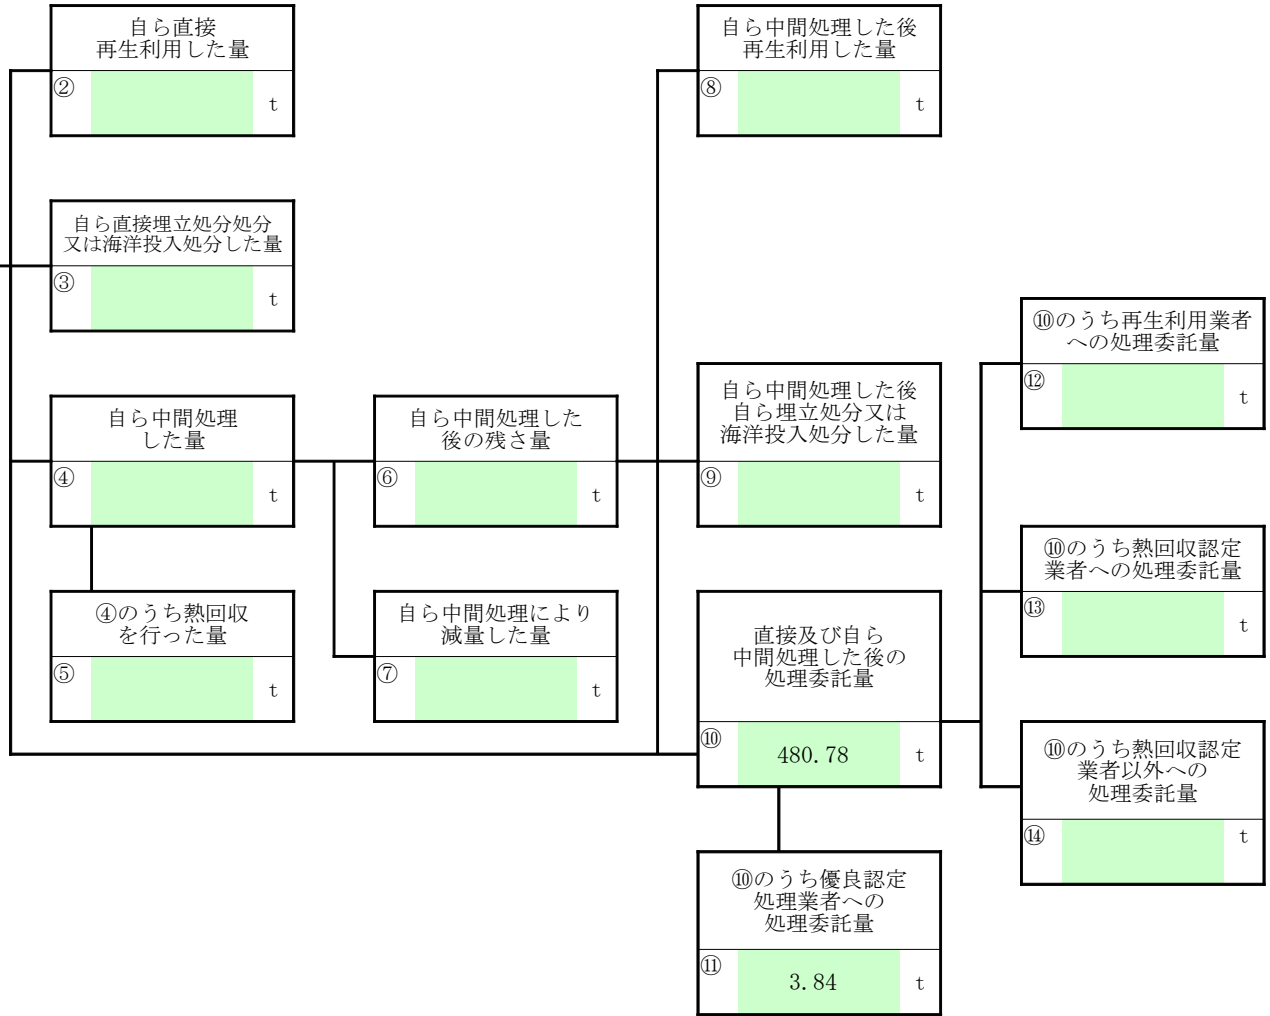 自ら直接
再生利用した量
②
t
自ら中間処理した後
再生利用した量
⑧
t
自ら直接埋立処分処分
又は海洋投入処分した量
③
t
⑩のうち再生利用業者
への処理委託量
⑫
t
自ら中間処理
した量
④
t
自ら中間処理した
後の残さ量
⑥
t
自ら中間処理した後
自ら埋立処分又は
海洋投入処分した量
⑨
t
⑩のうち熱回収認定
業者への処理委託量
⑬
t
④のうち熱回収
を行った量
⑤
t
自ら中間処理により
減量した量
⑦
t
直接及び自ら
中間処理した後の
処理委託量
⑩
480.78
t
⑩のうち熱回収認定
業者以外への
処理委託量
⑭
t
⑩のうち優良認定
処理業者への
処理委託量
⑪
3.84
t